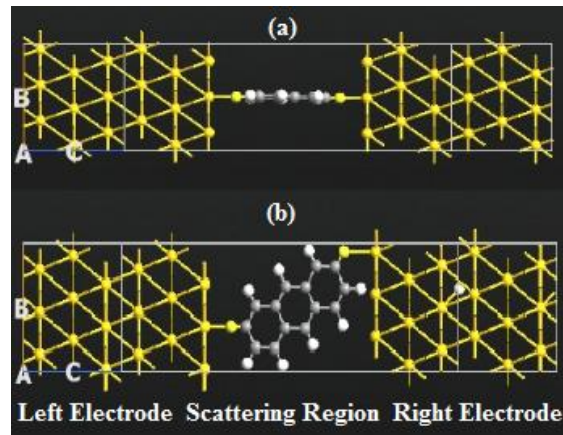 (a)
B
A C
(b)
B
A C
Left Electrode Scattering Region Right Electrode